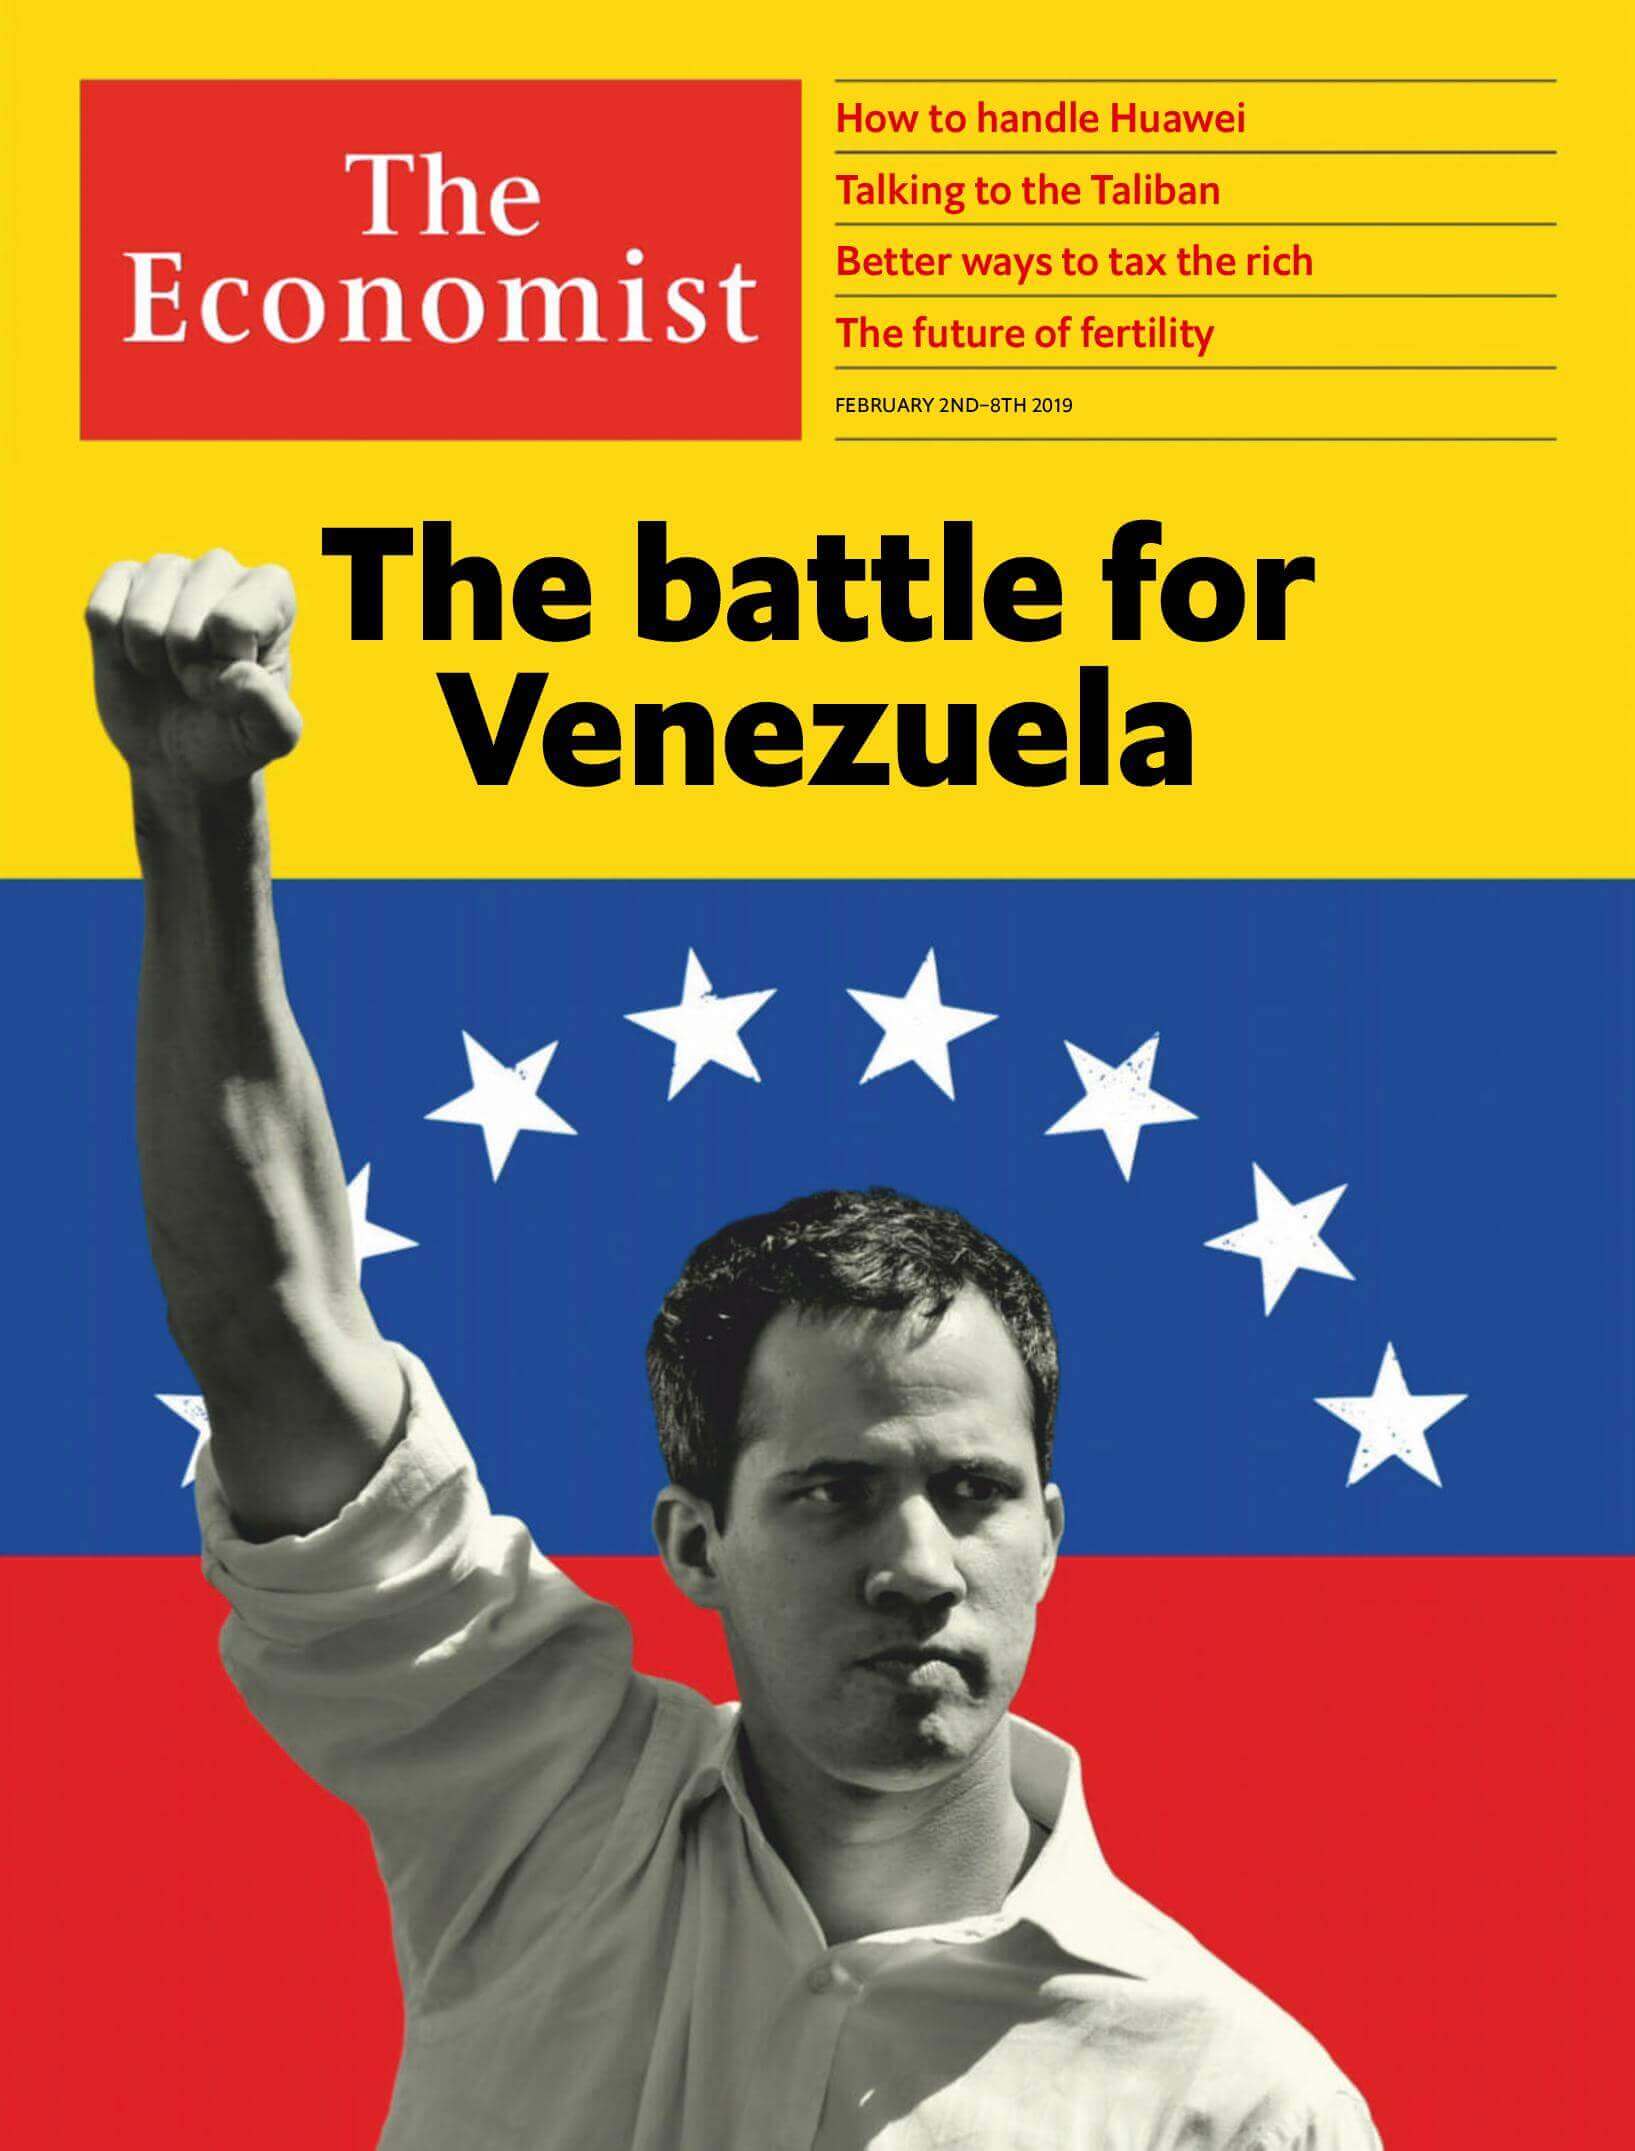 The
Economist
How to handle Huawei
Talking to the Taliban
Better ways to tax the rich
The future of fertility
FEBRUARY 2ND–8TH 2019
The battle for
Venezuela